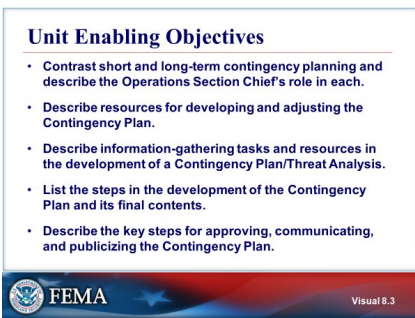 Unit Enabling Objectives
• Contrast short and long-term contingency planning and
describe the Operations Section Chief's role in each.
• Describe resources for developing and adjusting the
Contingency Plan.
• Describe information-gathering tasks and resources in
the development of a Contingency Plan/Threat Analysis.
• List the steps in the development of the Contingency
Plan and its final contents.
• Describe the key steps for approving, communicating,
and publicizing the Contingency Plan.
FEMA
Visual 8.3